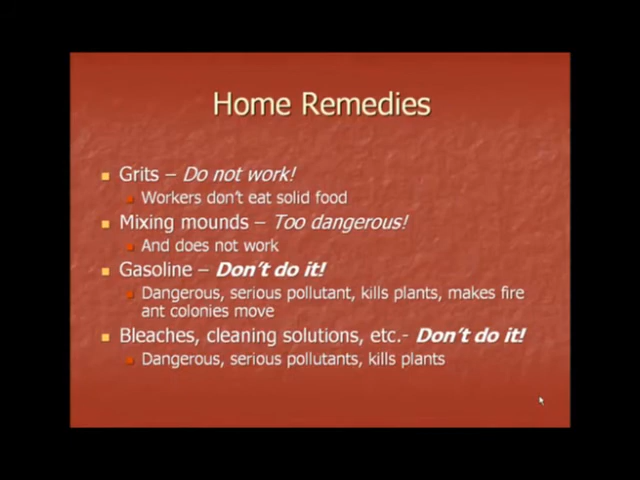 Home Remedies
Grits – Do not work!
Workers don't eat solid food
Mixing mounds – Too dangerous!
And does not work
Gasoline – Don't do it!
Dangerous, serious pollutant, kills plants, makes fire
ant colonies move
Bleaches, cleaning solutions, etc.- Don't do it!
Dangerous, serious pollutants, kills plants